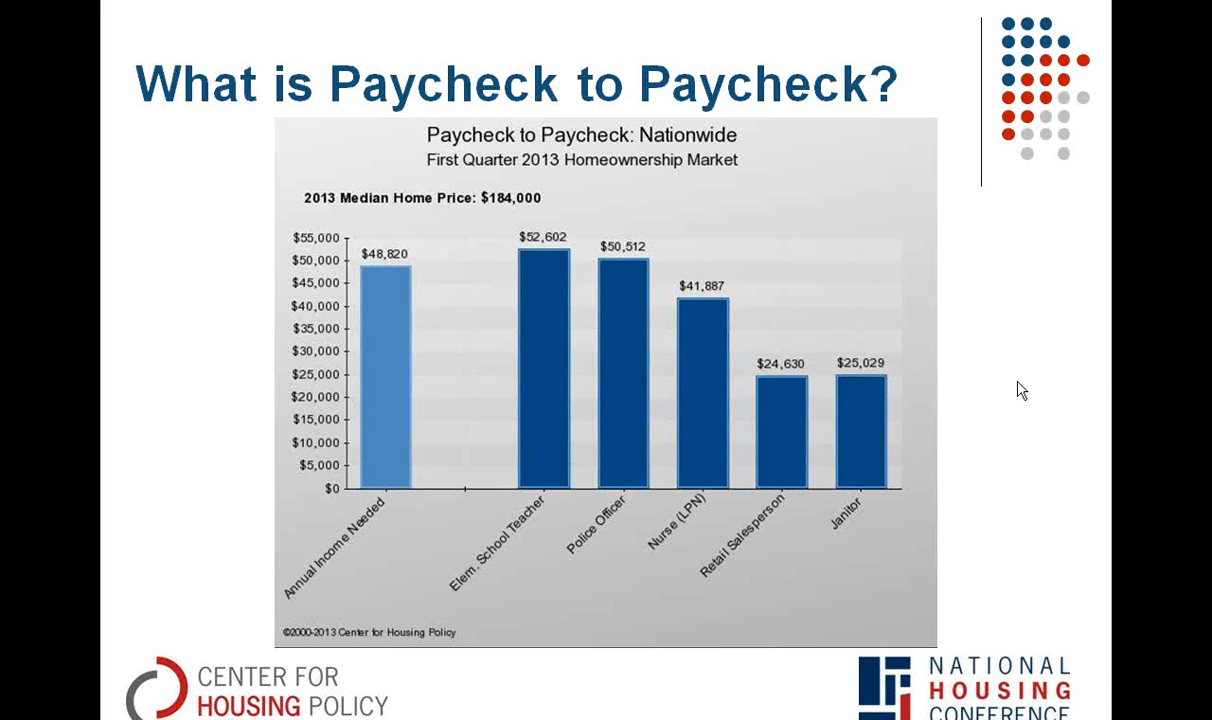 What is Paycheck to Paycheck?
Paycheck to Paycheck: Nationwide
First Quarter 2013 Homeownership Market
2013 Median Home Price: $184,000
$55,000
$50,000
$45,000
$40,000
$35,000
$30,000
$25,000
$20,000
$15,000
$10,000
$5,000
$0
$48,820
$52,602
$50,512
$41,887
$24,630
$25,029
Annual Income Needed
Elem. School Teacher
Police Officer
Nurse (LPN)
Retail Salesperson
Janitor
©2000-2013 Center for Housing Policy
CENTER FOR
HOUSING POLICY
NATIONAL
HOUSING
CONFERENCE